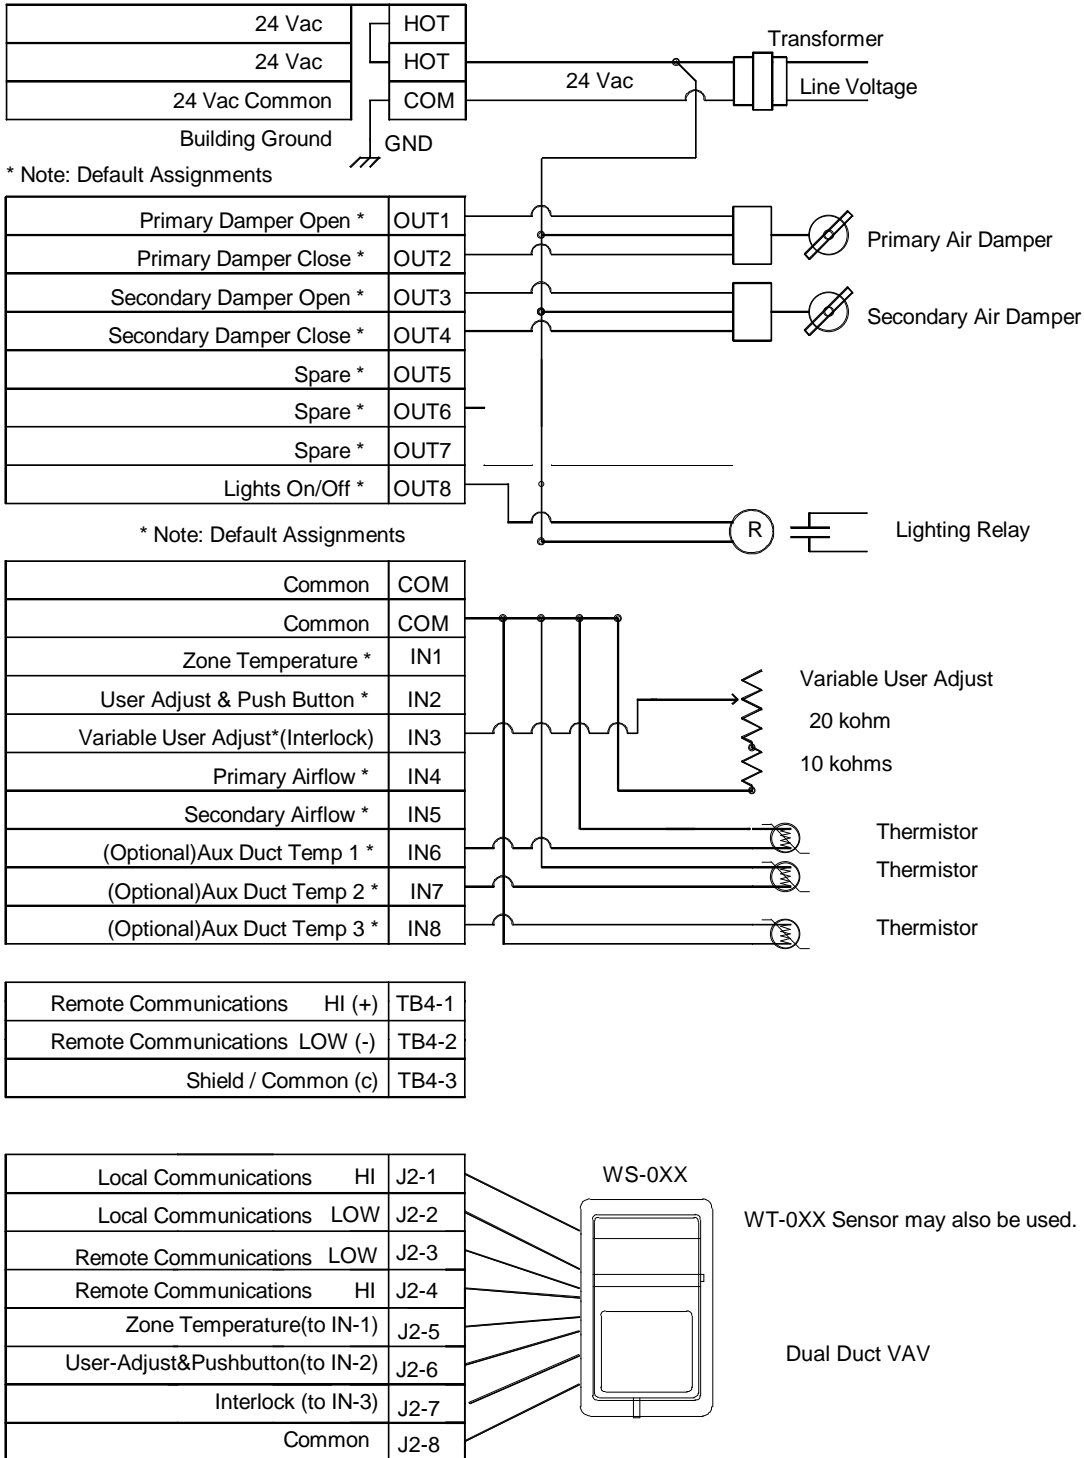 24 Vac HOT
Transformer
24 Vac HOT
24 Vac
Line Voltage
24 Vac Common COM
Building Ground GND
* Note: Default Assignments
Primary Damper Open * OUT1
Primary Air Damper
Primary Damper Close * OUT2
Secondary Damper Open * OUT3
Secondary Air Damper
Secondary Damper Close * OUT4
Spare * OUT5
Spare * OUT6
Spare * OUT7
Lights On/Off * OUT8
* Note: Default Assignments
R Lighting Relay
Common COM
Common COM
Zone Temperature * IN1
Variable User Adjust
User Adjust & Push Button * IN2
20 kohm
Variable User Adjust*(Interlock) IN3
10 kohms
Primary Airflow * IN4
Secondary Airflow * IN5
Thermistor
(Optional)Aux Duct Temp 1 * IN6
Thermistor
(Optional)Aux Duct Temp 2 * IN7
(Optional)Aux Duct Temp 3 * IN8
Thermistor
Remote Communications HI (+) TB4-1
Remote Communications LOW (-) TB4-2
Shield / Common (c) TB4-3
Local Communications HI J2-1
WS-0XX
Local Communications LOW J2-2
WT-0XX Sensor may also be used.
Remote Communications LOW J2-3
Remote Communications HI J2-4
Zone Temperature(to IN-1) J2-5
User-Adjust&Pushbutton(to IN-2) J2-6
Dual Duct VAV
Interlock (to IN-3) J2-7
Common J2-8